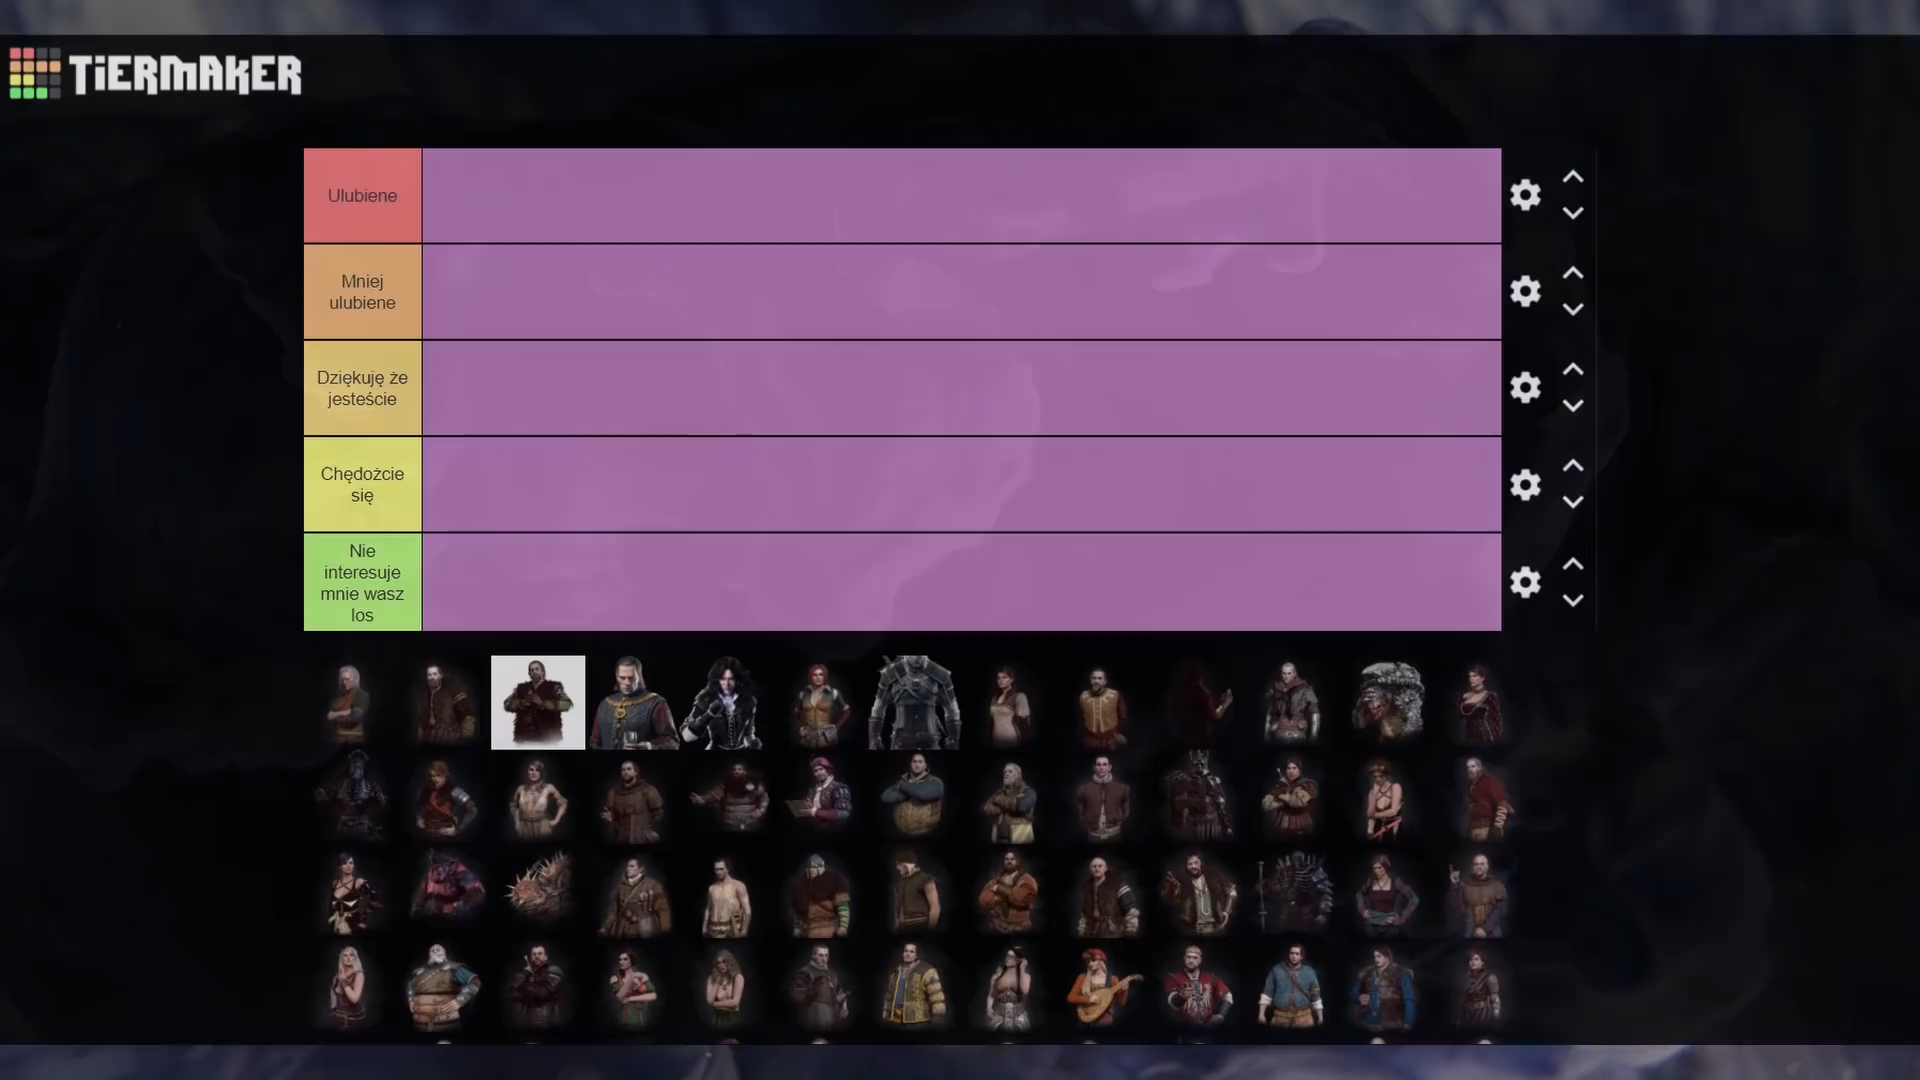 TiERMAKER
Ulubiene
Mniej
ulubiene
Dziękuję że
jesteście
Chędożcie
się
Nie
interesuje
mnie wasz
los